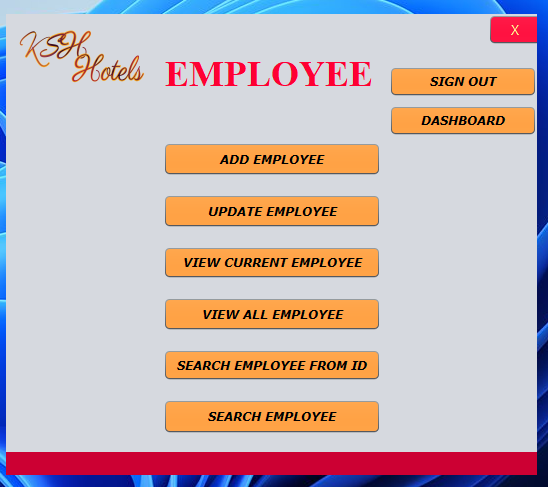 X
KSH
Hotels
EMPLOYEE
SIGN OUT
DASHBOARD
ADD EMPLOYEE
UPDATE EMPLOYEE
VIEW CURRENT EMPLOYEE
VIEW ALL EMPLOYEE
SEARCH EMPLOYEE FROM ID
SEARCH EMPLOYEE